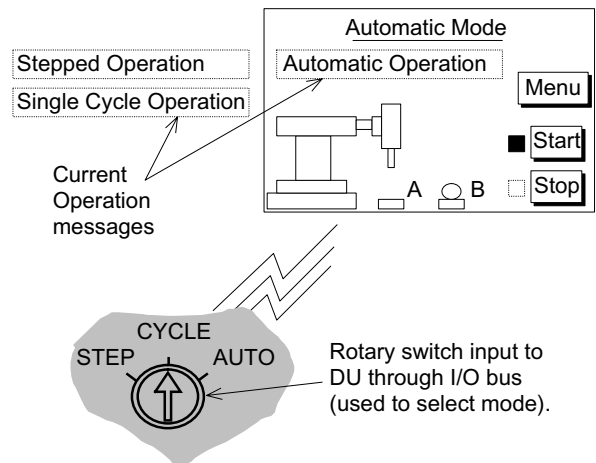 Automatic Mode
Stepped Operation
Automatic Operation
Single Cycle Operation
Menu
Start
Stop
Current
Operation
messages
A
B
CYCLE
STEP
AUTO
Rotary switch input to
DU through I/O bus
(used to select mode).